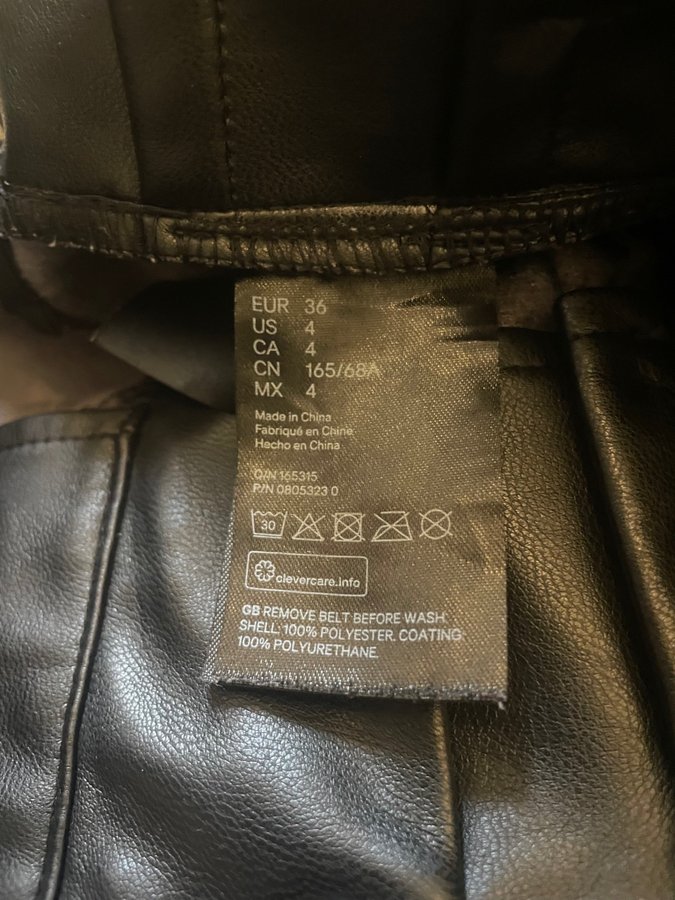 EUR 36
US 4
CA 4
CN 165/68A
MX 4
Made in China
Fabriqué en Chine
Hecho en China
O/N 165315
P/N 0805323 0
30
clevercare.info
GB REMOVE BELT BEFORE WASH.
SHELL: 100% POLYESTER. COATING:
100% POLYURETHANE.